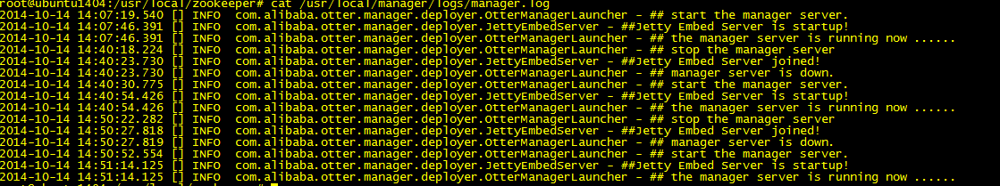 root@ubuntu1404:/usr/local/zookeeper# cat /usr/local/manager/logs/manager.log
2014-10-14 14:07:19.540 [] INFO  com.alibaba.otter.manager.deployer.OtterManagerLauncher - ## start the manager server.
2014-10-14 14:07:46.391 [] INFO  com.alibaba.otter.manager.deployer.JettyEmbedServer - ##Jetty Embed Server is startup!
2014-10-14 14:07:46.391 [] INFO  com.alibaba.otter.manager.deployer.OtterManagerLauncher - ## the manager server is running now ......
2014-10-14 14:40:18.224 [] INFO  com.alibaba.otter.manager.deployer.OtterManagerLauncher - ## stop the manager server
2014-10-14 14:40:23.730 [] INFO  com.alibaba.otter.manager.deployer.JettyEmbedServer - ##Jetty Embed Server joined!
2014-10-14 14:40:23.730 [] INFO  com.alibaba.otter.manager.deployer.OtterManagerLauncher - ## manager server is down.
2014-10-14 14:40:30.775 [] INFO  com.alibaba.otter.manager.deployer.OtterManagerLauncher - ## start the manager server.
2014-10-14 14:40:54.426 [] INFO  com.alibaba.otter.manager.deployer.JettyEmbedServer - ##Jetty Embed Server is startup!
2014-10-14 14:40:54.426 [] INFO  com.alibaba.otter.manager.deployer.OtterManagerLauncher - ## the manager server is running now ......
2014-10-14 14:50:22.282 [] INFO  com.alibaba.otter.manager.deployer.OtterManagerLauncher - ## stop the manager server
2014-10-14 14:50:27.818 [] INFO  com.alibaba.otter.manager.deployer.JettyEmbedServer - ##Jetty Embed Server joined!
2014-10-14 14:50:27.819 [] INFO  com.alibaba.otter.manager.deployer.OtterManagerLauncher - ## manager server is down.
2014-10-14 14:50:52.554 [] INFO  com.alibaba.otter.manager.deployer.OtterManagerLauncher - ## start the manager server.
2014-10-14 14:51:14.125 [] INFO  com.alibaba.otter.manager.deployer.JettyEmbedServer - ##Jetty Embed Server is startup!
2014-10-14 14:51:14.125 [] INFO  com.alibaba.otter.manager.deployer.OtterManagerLauncher - ## the manager server is running now ......